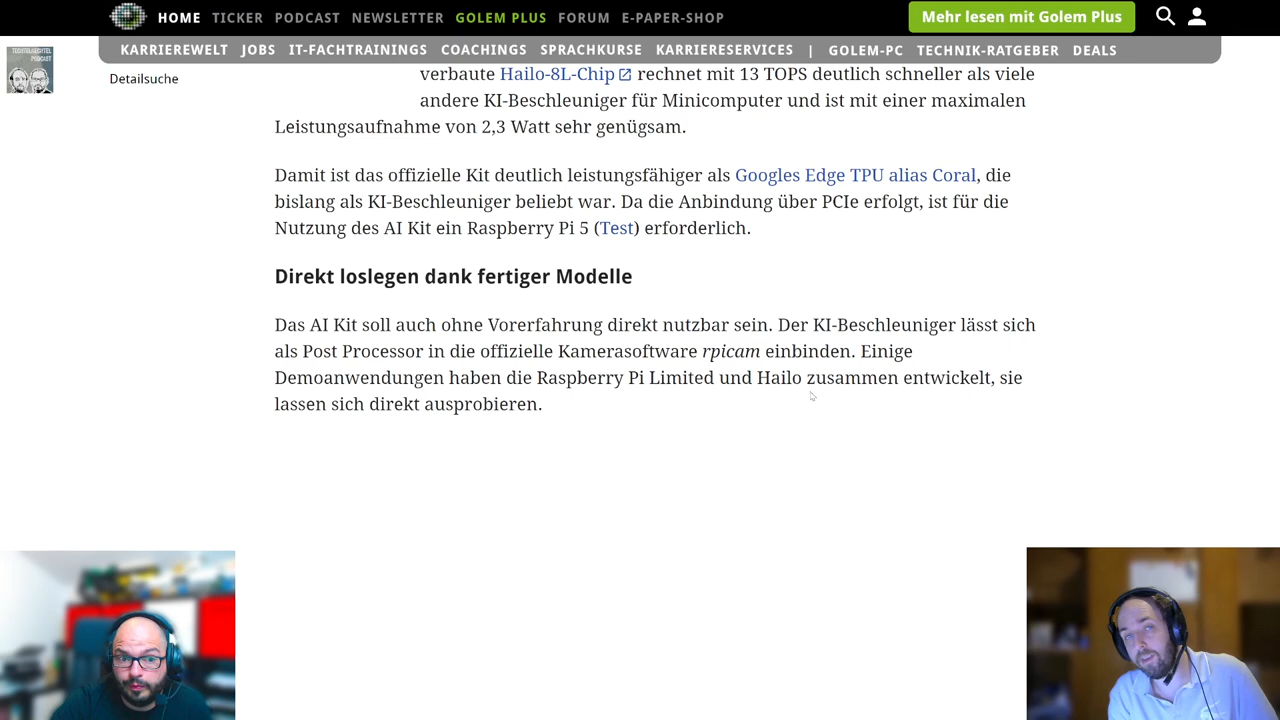 HOME TICKER PODCAST NEWSLETTER GOLEM PLUS FORUM E-PAPER-SHOP Mehr lesen mit Golem Plus
KARRIEREWELT JOBS IT-FACHTRAININGS COACHINGS SPRACHKURSE KARRIERESERVICES | GOLEM-PC TECHNIK-RATGEBER DEALS
TECHTELMECHTEL
PODCAST
Detailsuche
verbaute Hailo-8L-Chip rechnet mit 13 TOPS deutlich schneller als viele
andere KI-Beschleuniger für Minicomputer und ist mit einer maximalen
Leistungsaufnahme von 2,3 Watt sehr genügsam.
Damit ist das offizielle Kit deutlich leistungsfähiger als Googles Edge TPU alias Coral, die
bislang als KI-Beschleuniger beliebt war. Da die Anbindung über PCIe erfolgt, ist für die
Nutzung des AI Kit ein Raspberry Pi 5 (Test) erforderlich.
Direkt loslegen dank fertiger Modelle
Das AI Kit soll auch ohne Vorerfahrung direkt nutzbar sein. Der KI-Beschleuniger lässt sich
als Post Processor in die offizielle Kamerasoftware rpicam einbinden. Einige
Demoanwendungen haben die Raspberry Pi Limited und Hailo zusammen entwickelt, sie
lassen sich direkt ausprobieren.